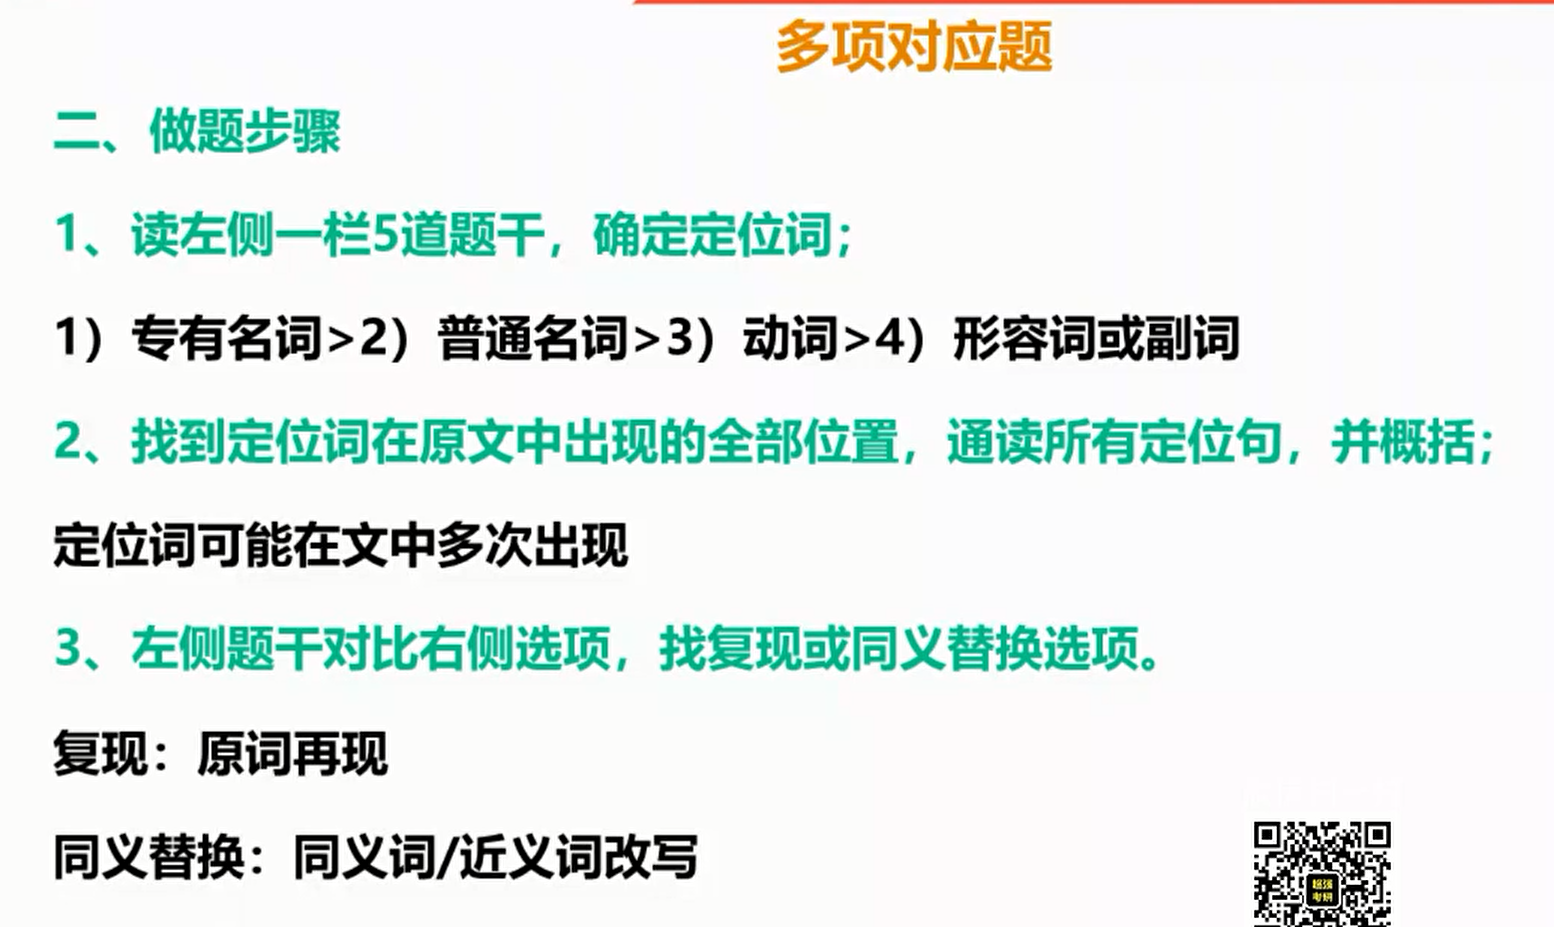 多项对应题
二、做题步骤
1、读左侧一栏5道题干，确定定位词；
1）专有名词>2）普通名词>3）动词>4）形容词或副词
2、找到定位词在原文中出现的全部位置，通读所有定位句，并概括；
定位词可能在文中多次出现
3、左侧题干对比右侧选项，找复现或同义替换选项。
复现：原词再现
同义替换：同义词/近义词改写
超强
考研